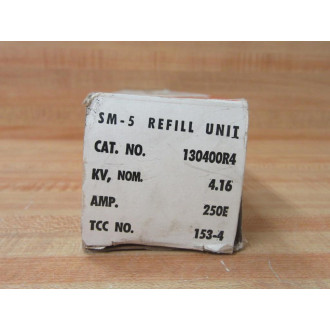 SM-5 REFILL UNIT
CAT. NO. 130400R4
KV, NOM. 4.16
AMP. 250E
TCC NO. 153-4